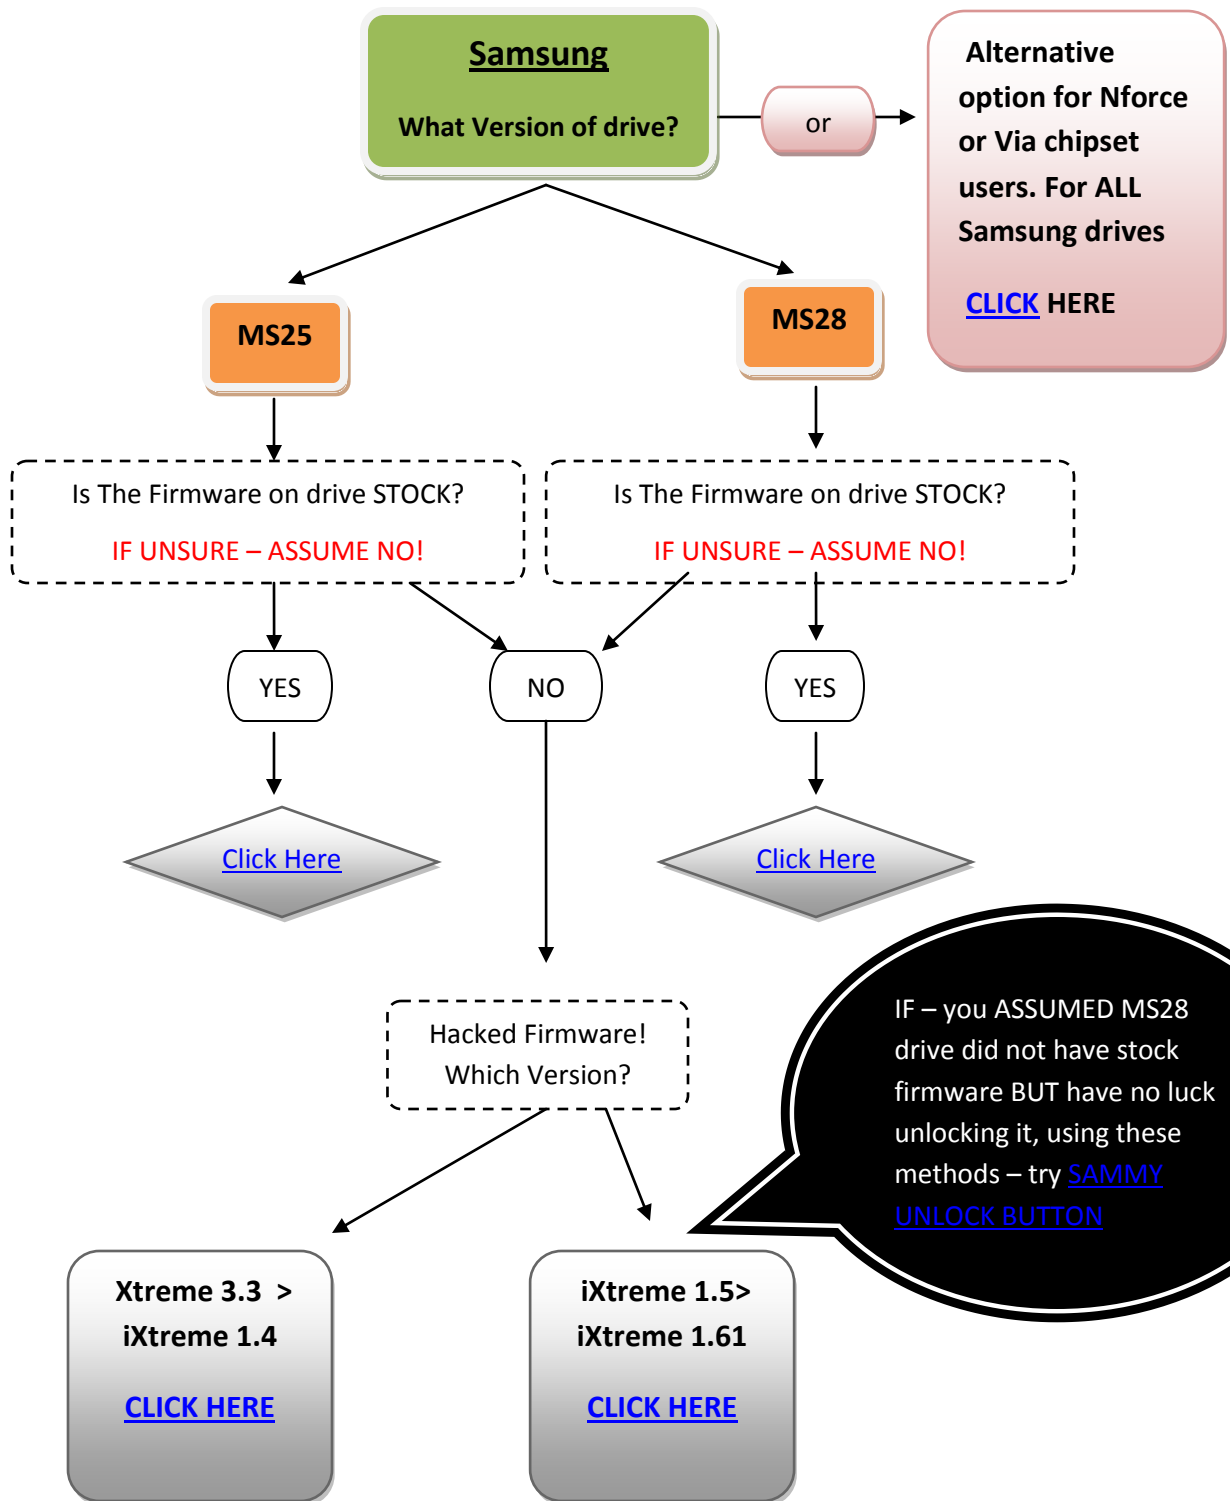 Samsung
What Version of drive?
or
Alternative
option for Nforce
or Via chipset
users. For ALL
Samsung drives
CLICK HERE
MS25
MS28
Is The Firmware on drive STOCK?
IF UNSURE – ASSUME NO!
Is The Firmware on drive STOCK?
IF UNSURE – ASSUME NO!
YES
NO
YES
Click Here
Click Here
Hacked Firmware!
Which Version?
IF – you ASSUMED MS28
drive did not have stock
firmware BUT have no luck
unlocking it, using these
methods – try SAMMY
UNLOCK BUTTON
Xtreme 3.3 >
iXtreme 1.4
CLICK HERE
iXtreme 1.5>
iXtreme 1.61
CLICK HERE